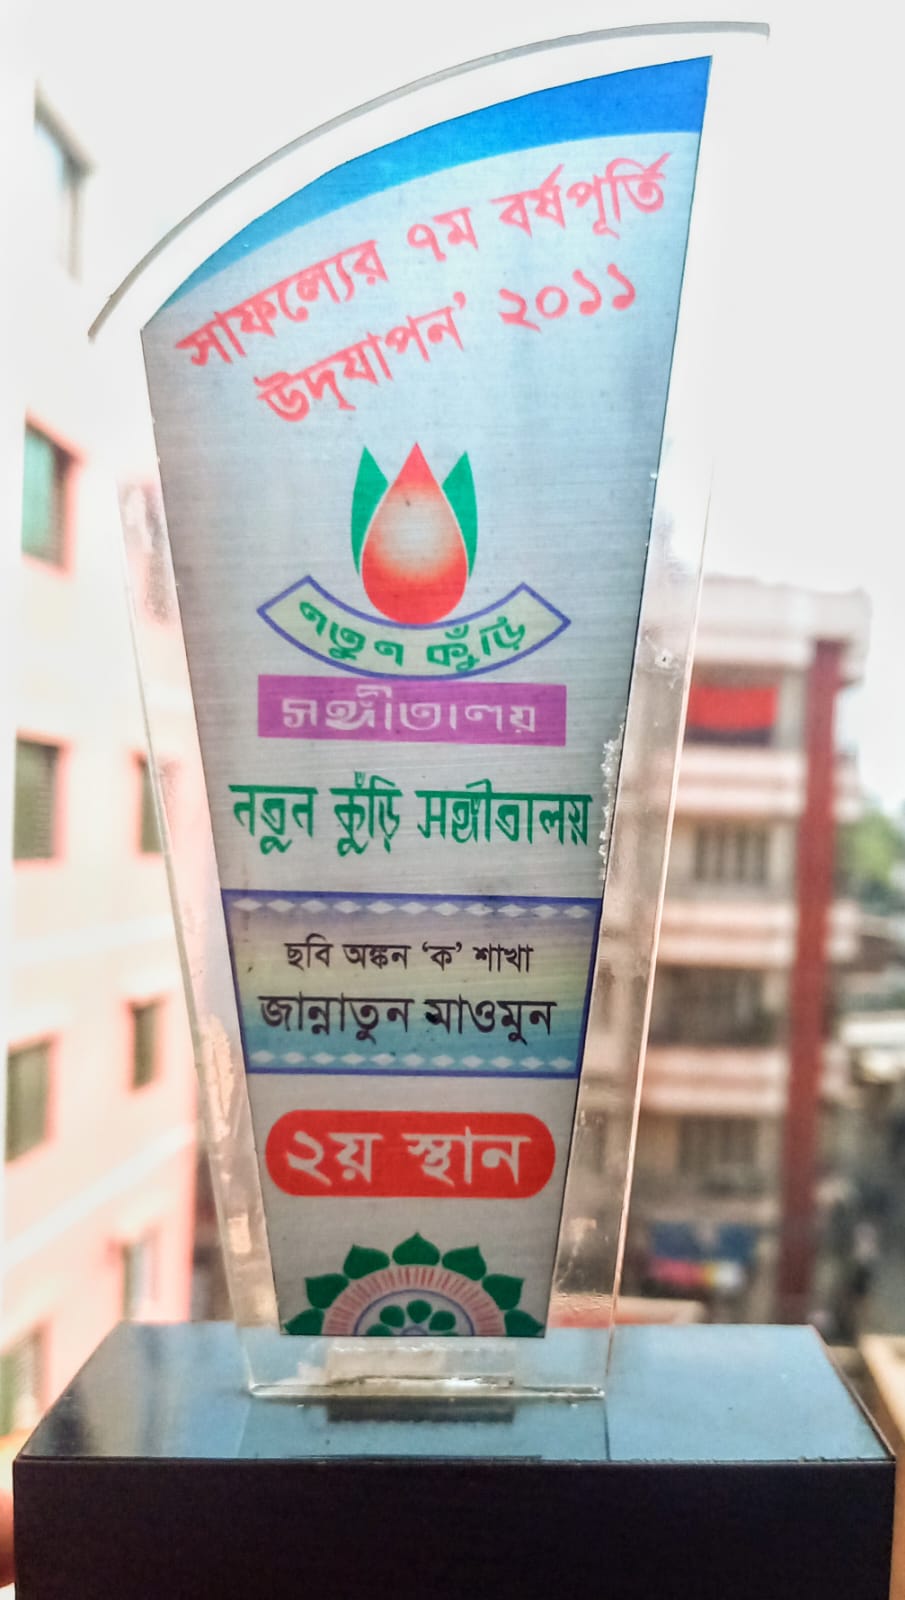 সাফল্যের ৭ম বর্ষপূর্তি
উদ্‌যাপন’ ২০১১
নতুন কুঁড়ি
সঙ্গীতালয়
নতুন কুঁড়ি সঙ্গীতালয়
ছবি অঙ্কন ‘ক’ শাখা
জান্নাতুন মাওমুন
২য় স্থান